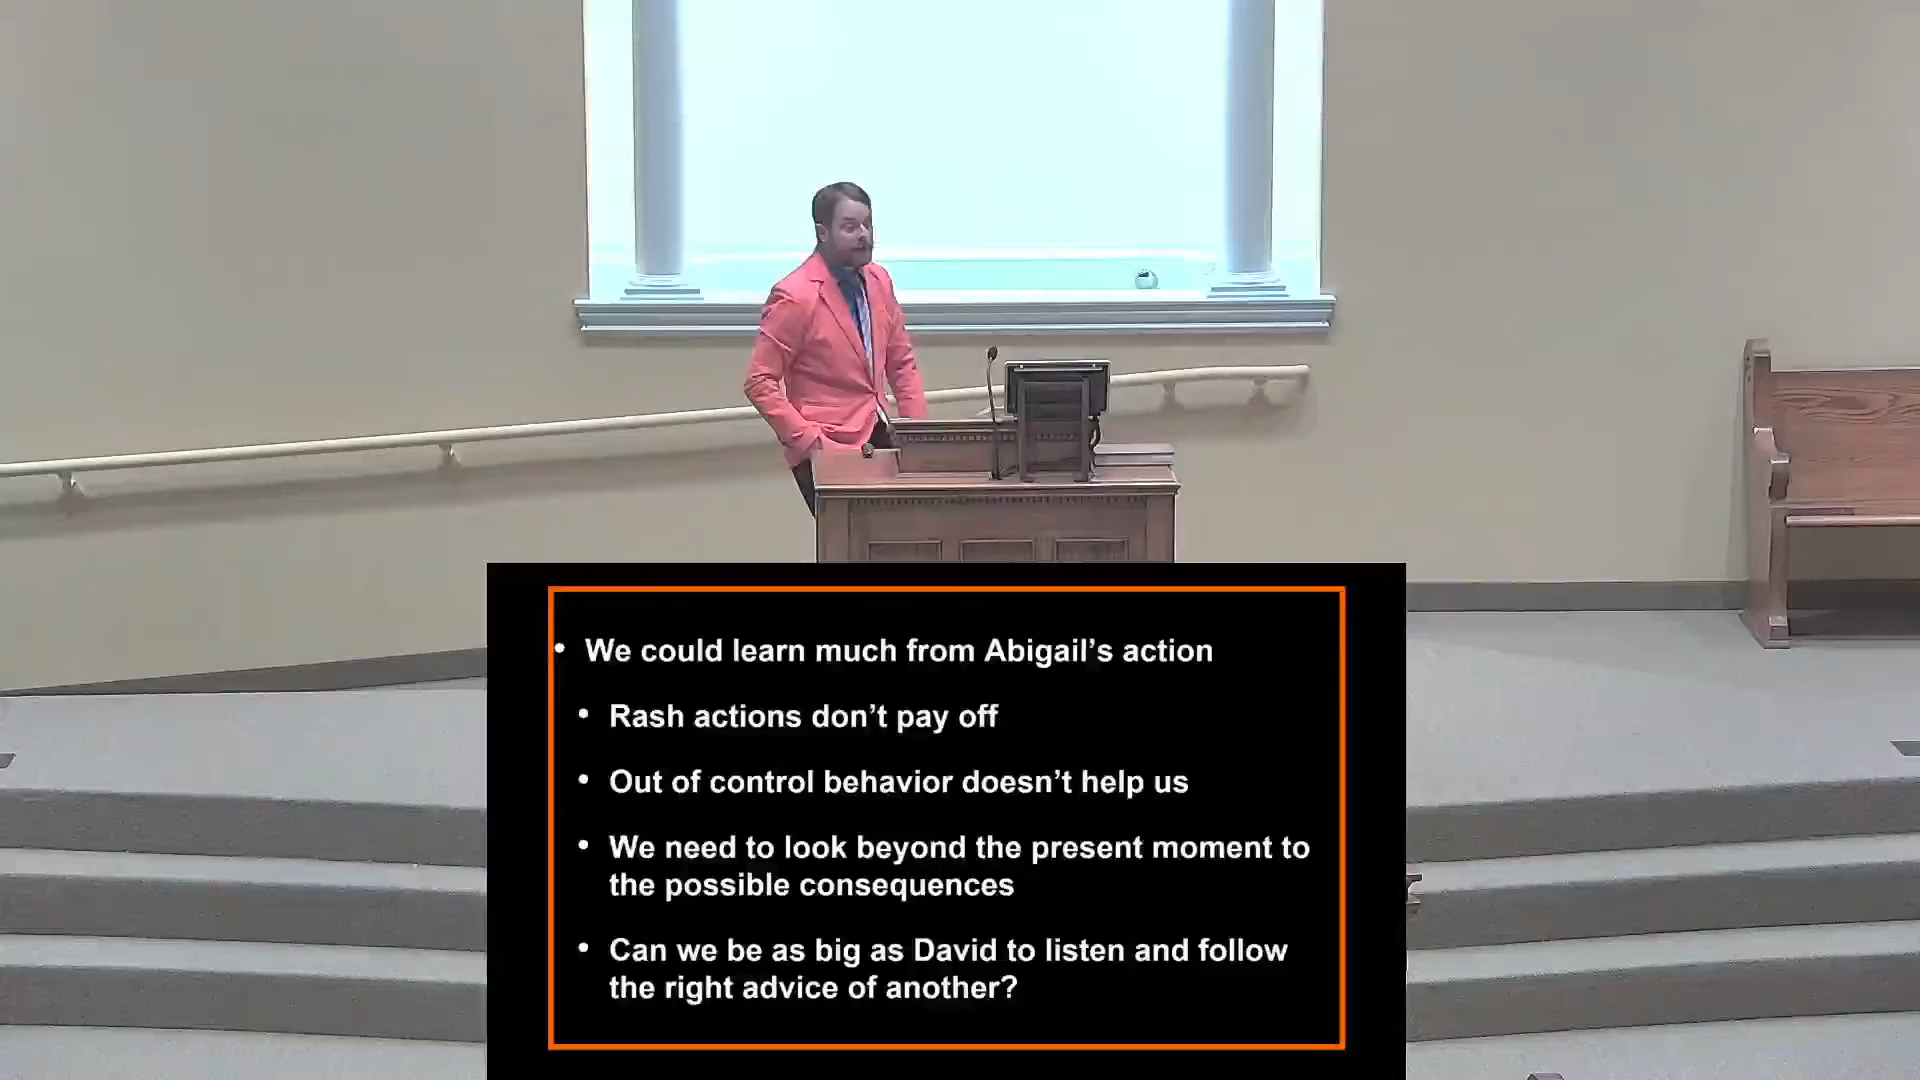 • We could learn much from Abigail’s action
• Rash actions don’t pay off
• Out of control behavior doesn’t help us
• We need to look beyond the present moment to
the possible consequences
• Can we be as big as David to listen and follow
the right advice of another?